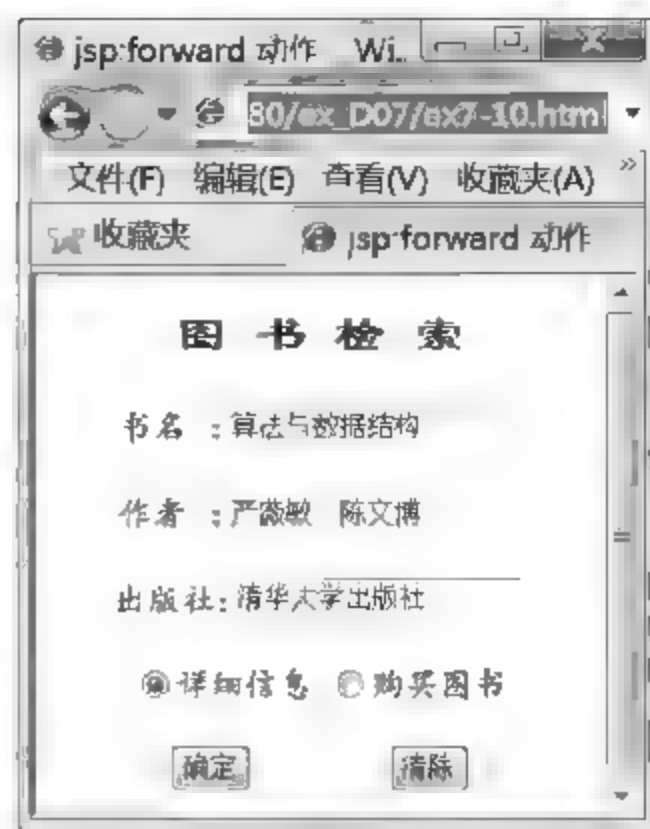 jsp:forward 动作 Wi...
80/ex_D07/ex7-10.html
文件(F) 编辑(E) 查看(V) 收藏夹(A) »
收藏夹 jsp:forward 动作
图 书 检 索
书名 :算法与数据结构
作者 :严蔚敏 陈文博
出版社:清华大学出版社
详细信息 购买图书
确定 清除